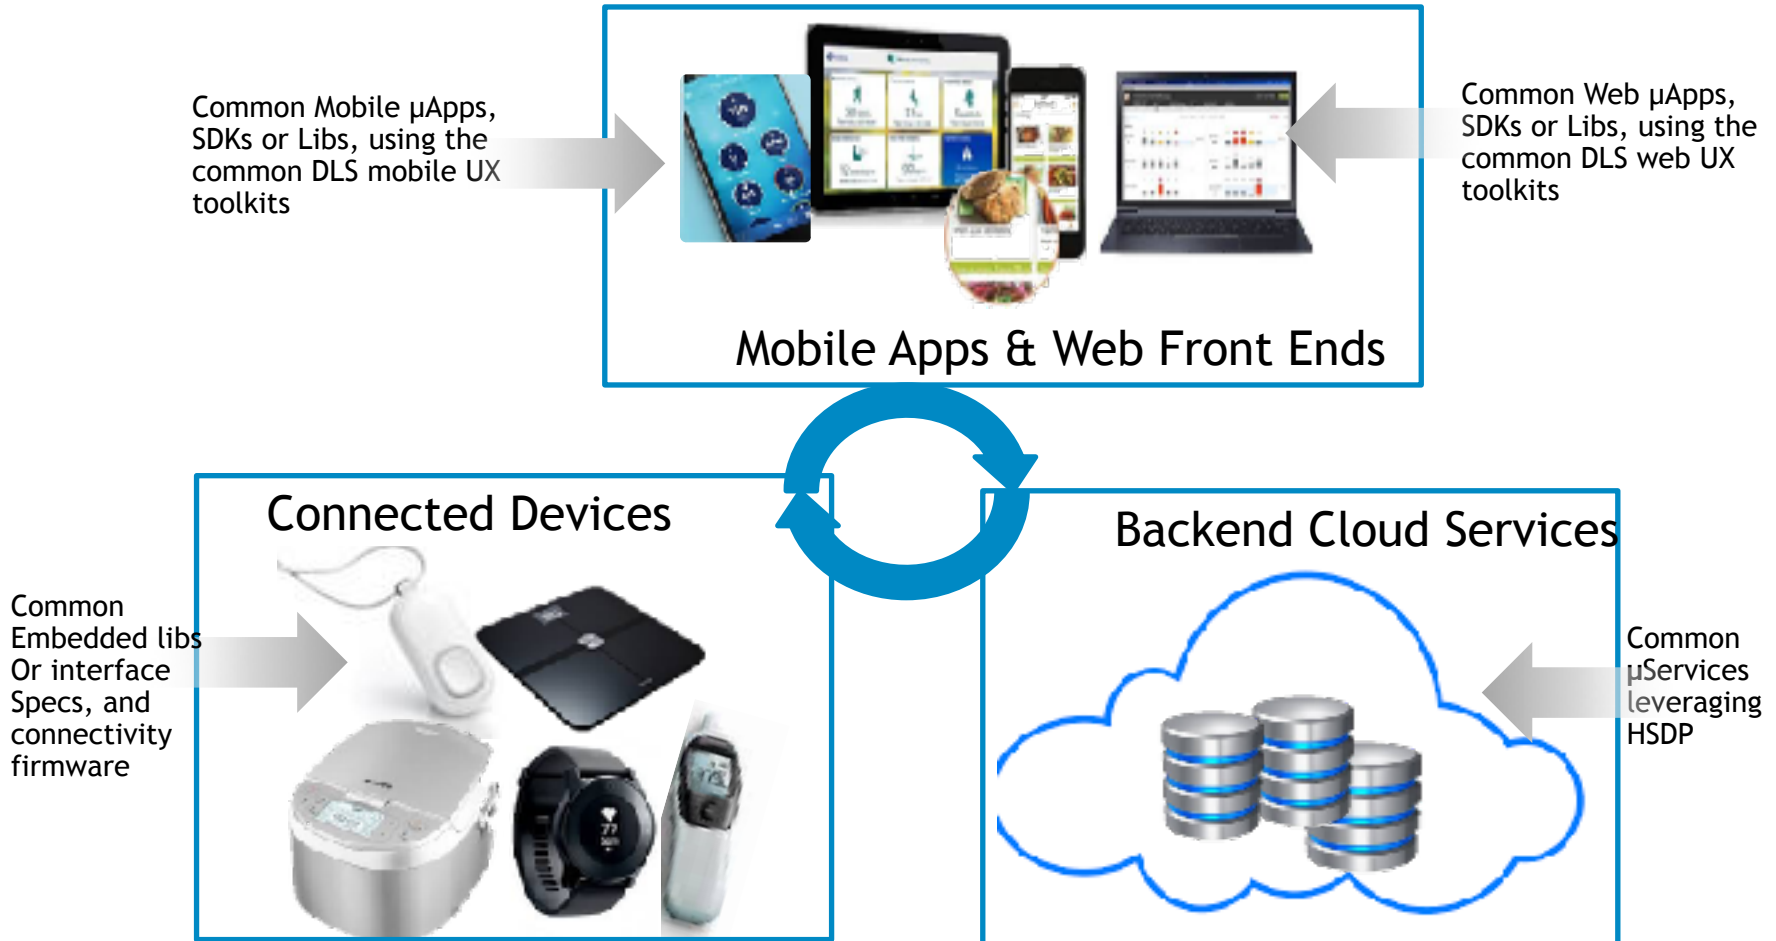 Common Mobile µApps,
SDKs or Libs, using the
common DLS mobile UX
toolkits
Common Web µApps,
SDKs or Libs, using the
common DLS web UX
toolkits
Mobile Apps & Web Front Ends
Connected Devices
Backend Cloud Services
Common
Embedded libs
Or interface
Specs, and
connectivity
firmware
77
Common
µServices
leveraging
HSDP